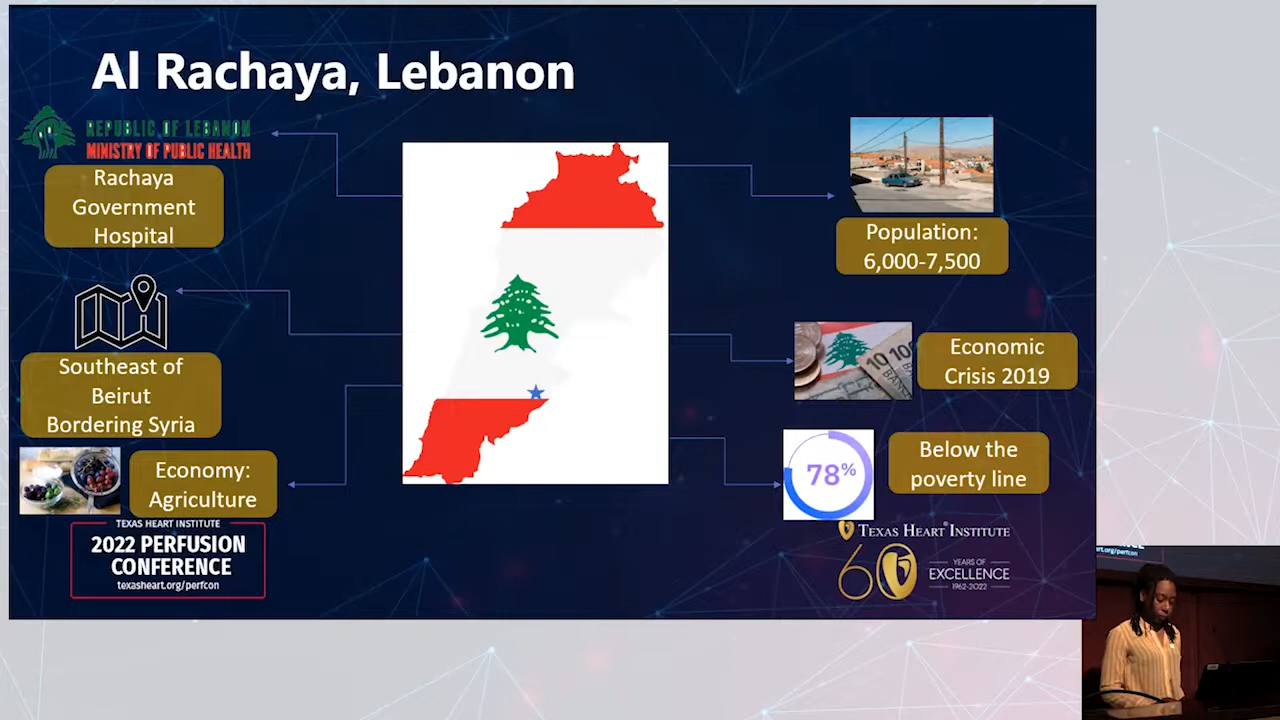 Al Rachaya, Lebanon
REPUBLIC OF LEBANON
MINISTRY OF PUBLIC HEALTH
Rachaya
Government
Hospital
Southeast of
Beirut
Bordering Syria
Economy:
Agriculture
Population:
6,000-7,500
Economic
Crisis 2019
78%
Below the
poverty line
TEXAS HEART INSTITUTE
2022 PERFUSION
CONFERENCE
texasheart.org/perfcon
TEXAS HEART INSTITUTE
60
YEARS OF
EXCELLENCE
1962-2022